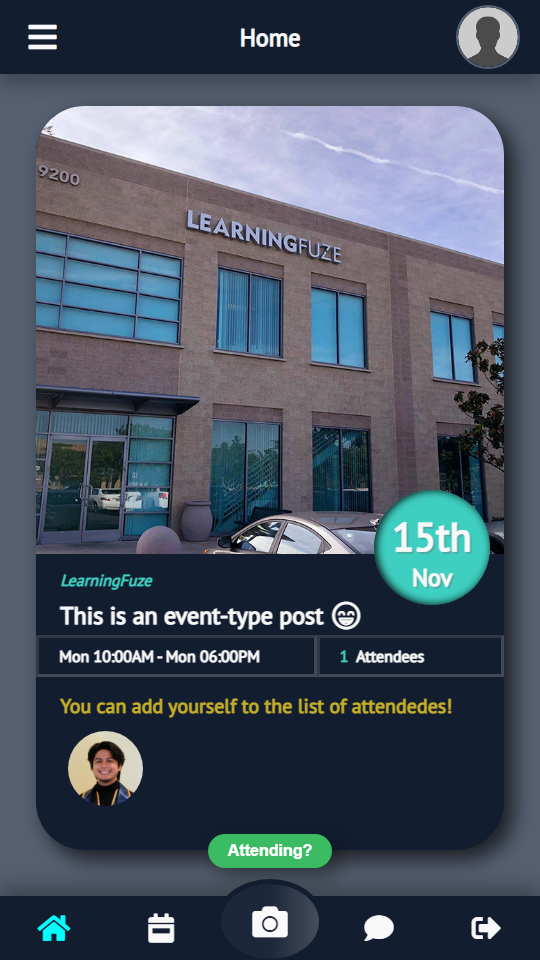 Home
9200
LEARNINGFUZE
15th
Nov
LearningFuze
This is an event-type post 😄
Mon 10:00AM - Mon 06:00PM
1 Attendees
You can add yourself to the list of attendedes!
Attending?